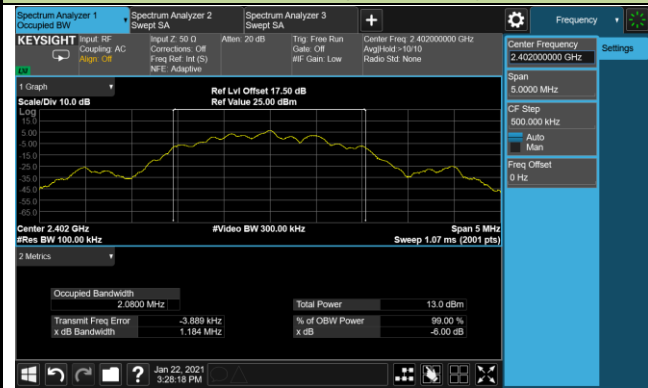 Spectrum Analyzer 1
Occupied BW
Spectrum Analyzer 2
Swept SA
Spectrum Analyzer 3
Swept SA
Frequency
KEYSIGHT
Input: RF
Coupling: AC
Align: Off
Input Z: 50 Ω
Corrections: Off
Freq Ref: Int (S)
NFE: Adaptive
Atten: 20 dB
Trig: Free Run
Gate: Off
#IF Gain: Low
Center Freq: 2.402000000 GHz
Avg|Hold:>10/10
Radio Std: None
Center Frequency
2.402000000 GHz
Settings
Span
5.0000 MHz
CF Step
500.000 kHz
Auto
Man
Freq Offset
0 Hz
1 Graph
Scale/Div 10.0 dB
Ref Lvl Offset 17.50 dB
Ref Value 25.00 dBm
Log
15.0
5.00
-5.00
-15.0
-25.0
-35.0
-45.0
-55.0
-65.0
Center 2.402 GHz
#Res BW 100.00 kHz
#Video BW 300.00 kHz
Span 5 MHz
Sweep 1.07 ms (2001 pts)
2 Metrics
Occupied Bandwidth
2.0800 MHz
Total Power 13.0 dBm
Transmit Freq Error -3.889 kHz
% of OBW Power 99.00 %
x dB Bandwidth 1.184 MHz
x dB -6.00 dB
Jan 22, 2021
3:28:18 PM